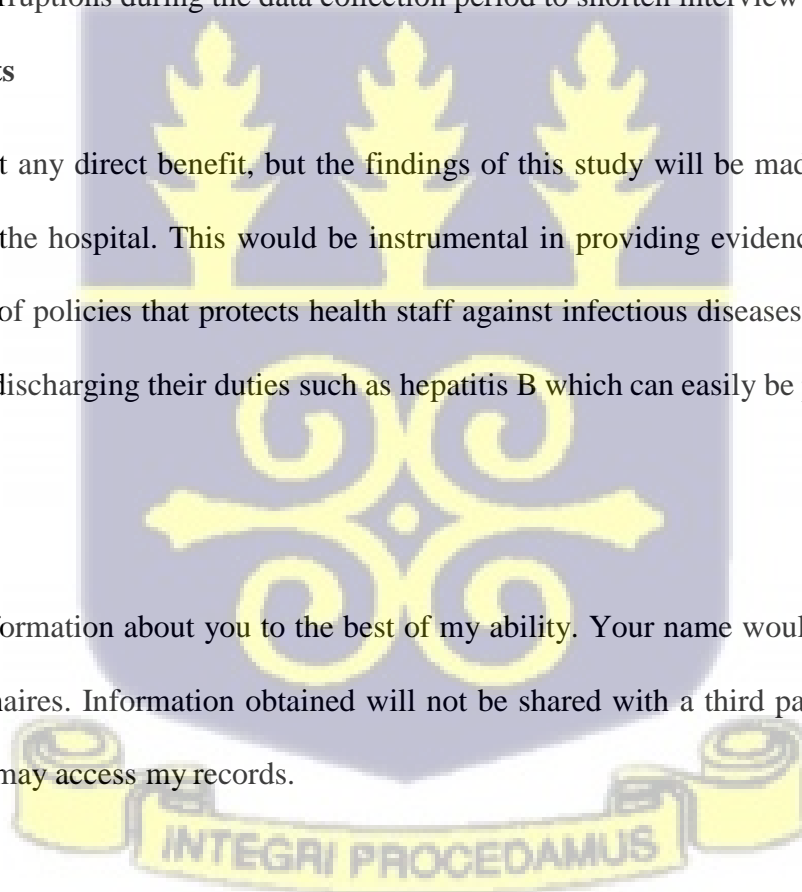 ruptions during the data collection period to shorten interview
ts
t any direct benefit, but the findings of this study will be mad
the hospital. This would be instrumental in providing evidenc
of policies that protects health staff against infectious diseases
discharging their duties such as hepatitis B which can easily be
formation about you to the best of my ability. Your name woul
naires. Information obtained will not be shared with a third pa
may access my records.
INTEGRI PROCEDAMUS